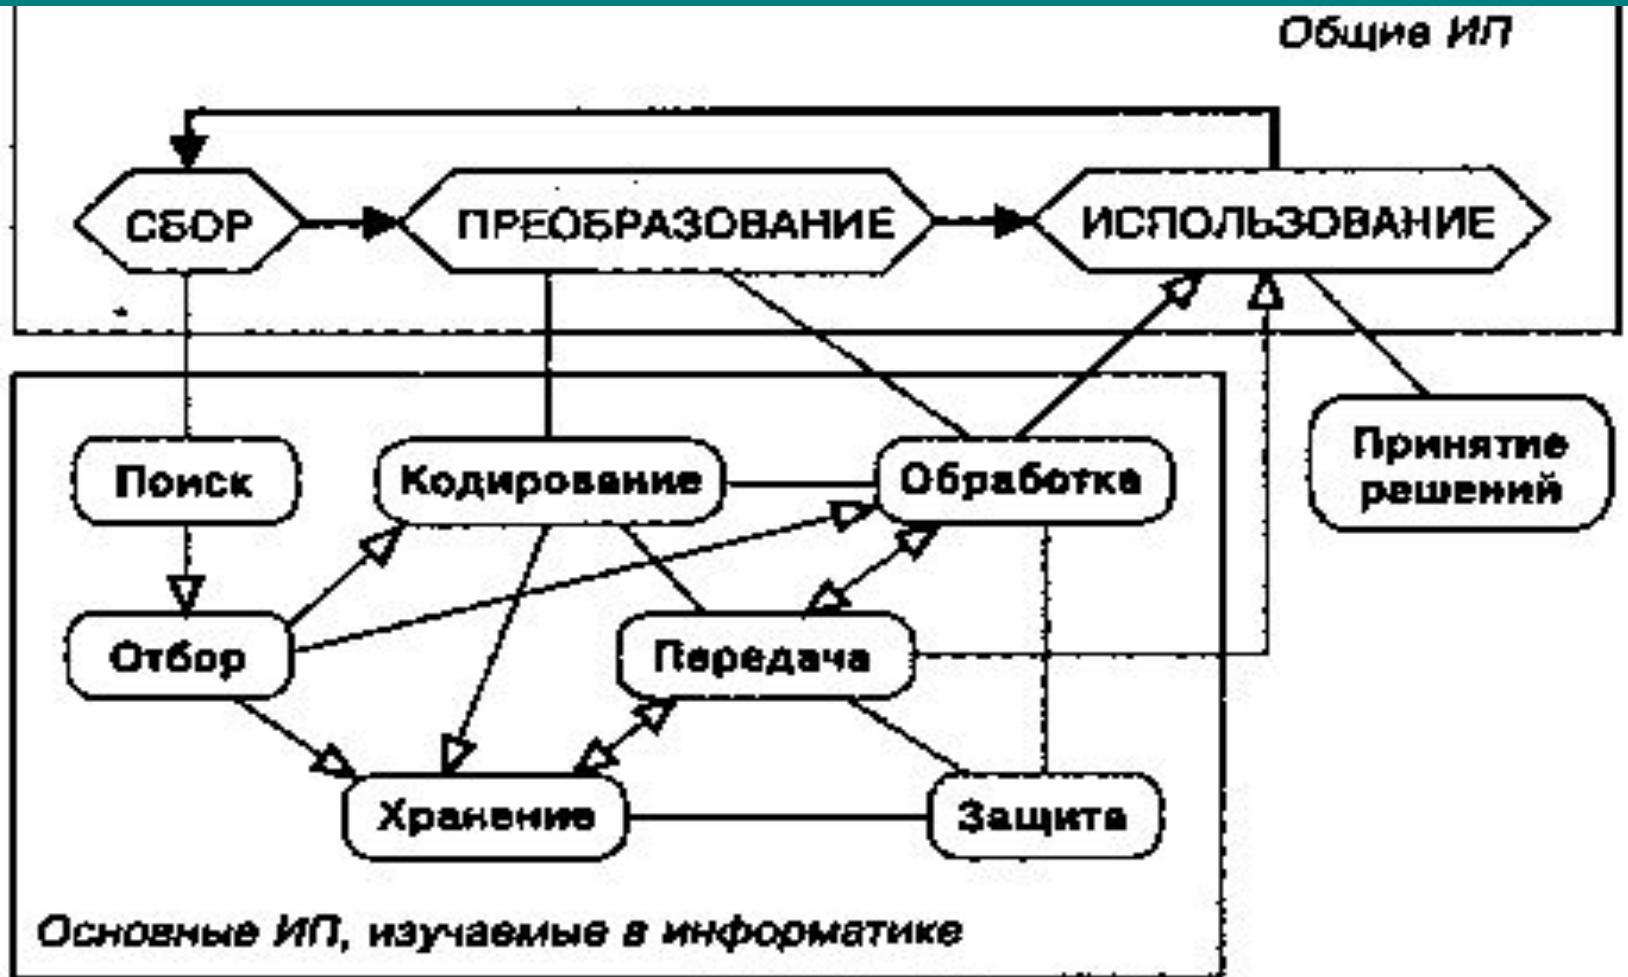 Общие ИП
СБОР
ПРЕОБРАЗОВАНИЕ
ИСПОЛЬЗОВАНИЕ
Поиск
Кодирование
Обработка
Принятие
решений
Отбор
Передача
Хранение
Защита
Основные ИП, изучаемые в информатике